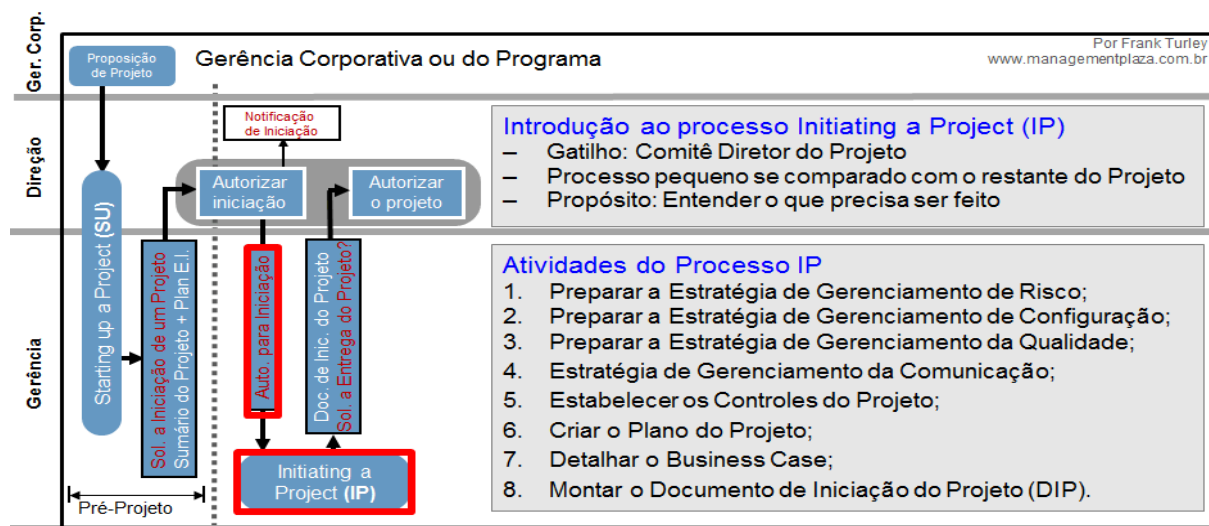 Ger. Corp.
Proposição
de Projeto
Gerência Corporativa ou do Programa
Por Frank Turley
www.managementplaza.com.br
Direção
Notificação
de Iniciação
Autorizar
iniciação
Autorizar
o projeto
Introdução ao processo Initiating a Project (IP)
– Gatilho: Comitê Diretor do Projeto
– Processo pequeno se comparado com o restante do Projeto
– Propósito: Entender o que precisa ser feito
Gerência
Starting up a Project (SU)
Sol. a Iniciação de um Projeto
Sumário do Projeto + Plan E.I.
Auto. para Iniciação
Doc. de Inic. do Projeto
Sol. a Entrega do Projeto?
Initiating a
Project (IP)
Pré-Projeto
Atividades do Processo IP
1. Preparar a Estratégia de Gerenciamento de Risco;
2. Preparar a Estratégia de Gerenciamento de Configuração;
3. Preparar a Estratégia de Gerenciamento da Qualidade;
4. Estratégia de Gerenciamento da Comunicação;
5. Estabelecer os Controles do Projeto;
6. Criar o Plano do Projeto;
7. Detalhar o Business Case;
8. Montar o Documento de Iniciação do Projeto (DIP).